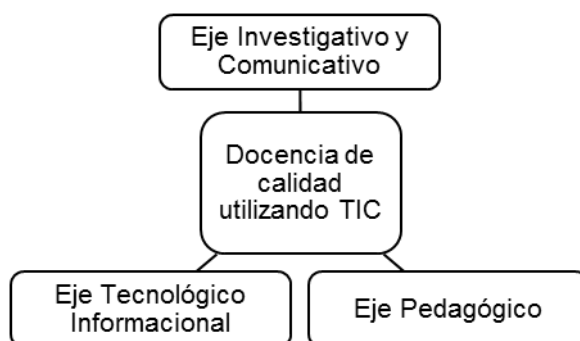 Eje Investigativo y
Comunicativo
Docencia de
calidad
utilizando TIC
Eje Tecnológico
Informacional
Eje Pedagógico